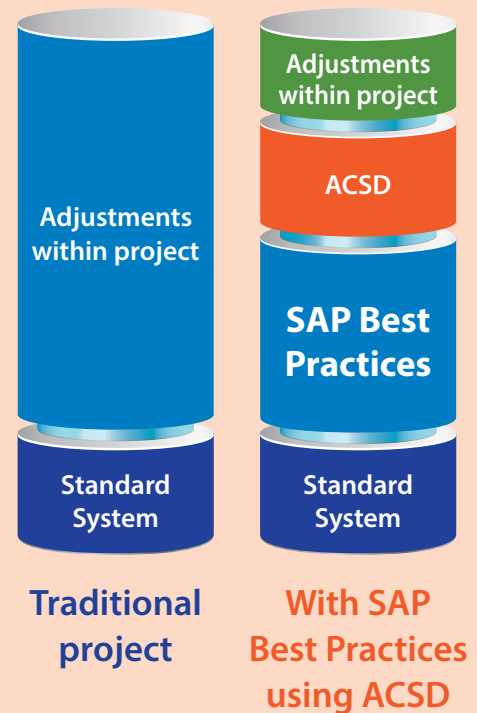 Adjustments
within project
Standard
System
Traditional
project
Adjustments
within project
ACSD
SAP Best
Practices
Standard
System
With SAP
Best Practices
using ACSD